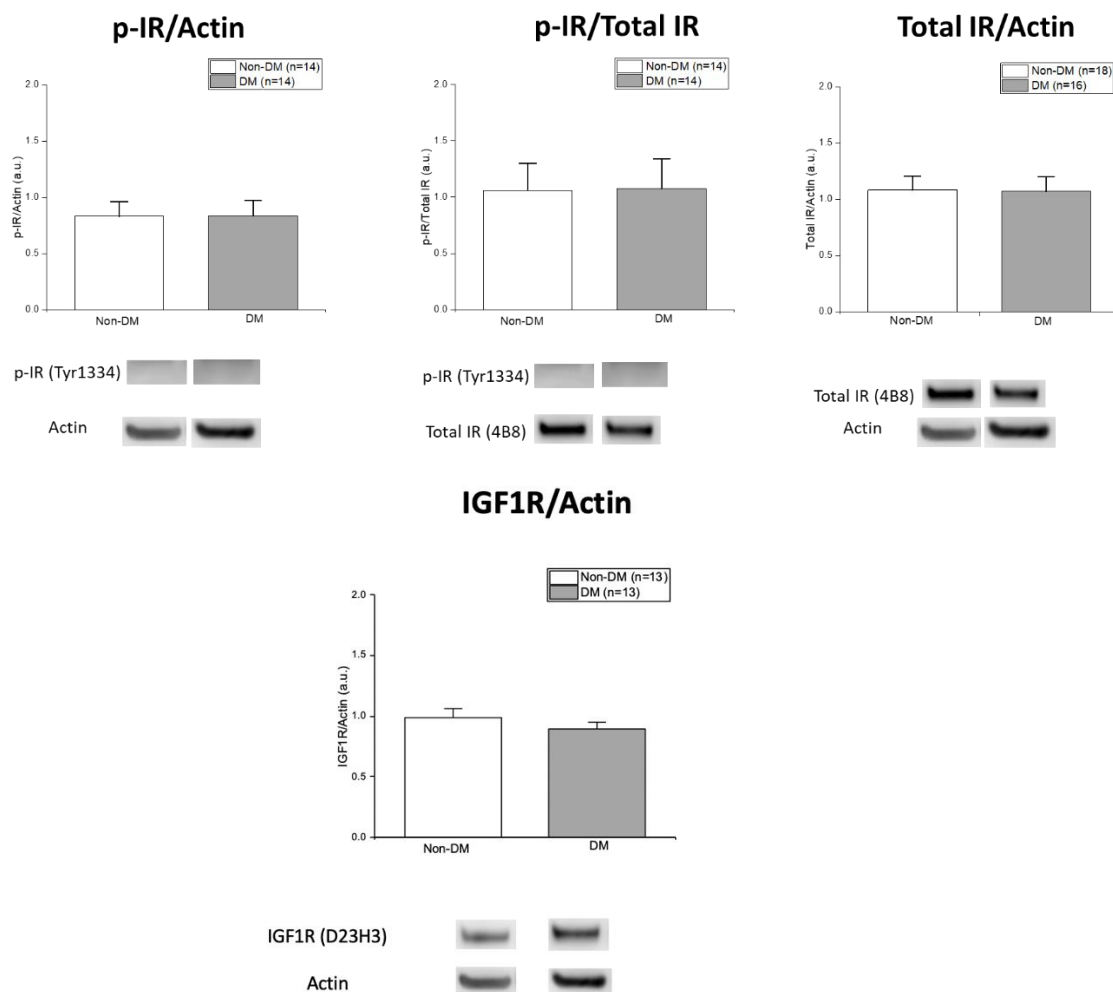 p-IR/Actin
Non-DM (n=14)
DM (n=14)
2.0
1.5
1.0
0.5
0.0
p-IR/Actin (a.u.)
Non-DM
DM
p-IR (Tyr1334)
Actin
p-IR/Total IR
Non-DM (n=14)
DM (n=14)
2.0
1.5
1.0
0.5
0.0
p-IR/Total IR (a.u.)
Non-DM
DM
p-IR (Tyr1334)
Total IR (4B8)
Total IR/Actin
Non-DM (n=18)
DM (n=16)
2.0
1.5
1.0
0.5
0.0
Total IR/Actin (a.u.)
Non-DM
DM
Total IR (4B8)
Actin
IGF1R/Actin
Non-DM (n=13)
DM (n=13)
2.0
1.5
1.0
0.5
0.0
IGF1R/Actin (a.u.)
Non-DM
DM
IGF1R (D23H3)
Actin